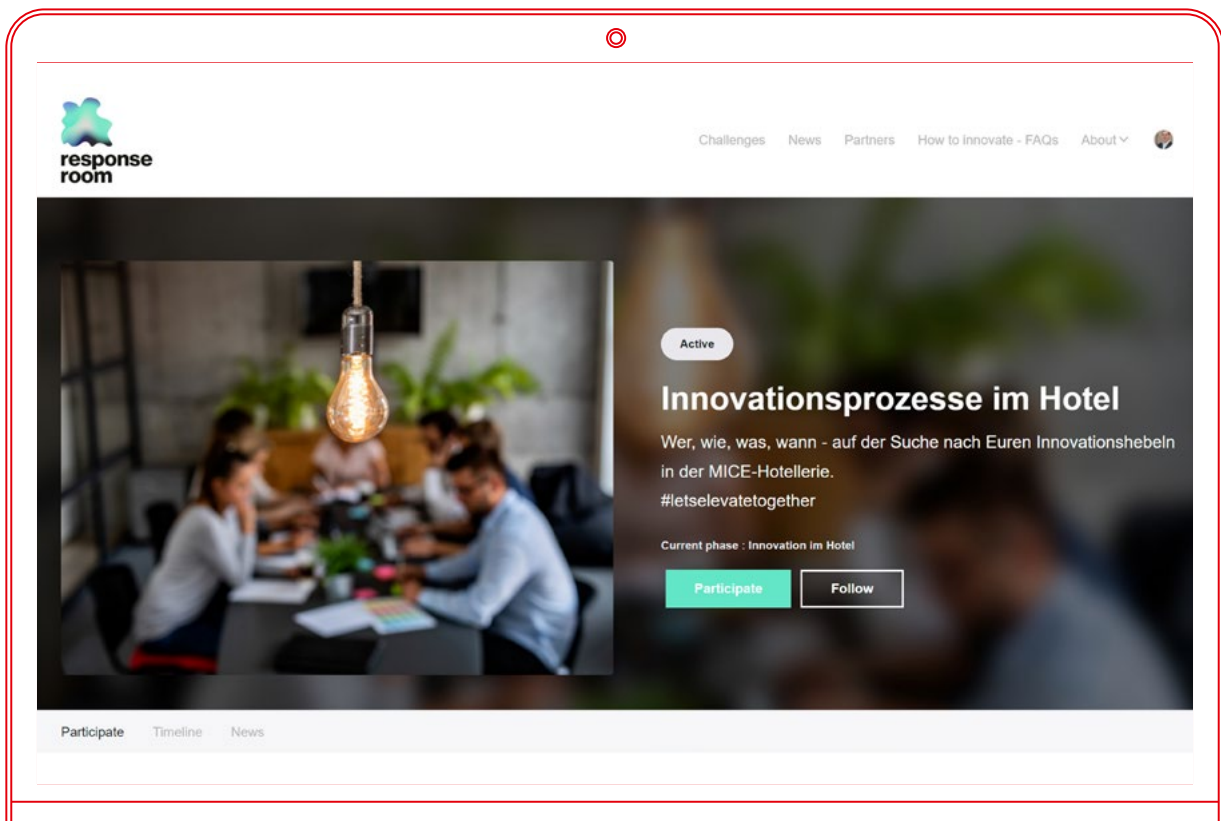 response
room
Challenges News Partners How to innovate - FAQs About
Active
Innovationsprozesse im Hotel
Wer, wie, was, wann - auf der Suche nach Euren Innovationshebeln
in der MICE-Hotellerie.
#letselevatetogether
Current phase : Innovation im Hotel
Participate Follow
Participate Timeline News